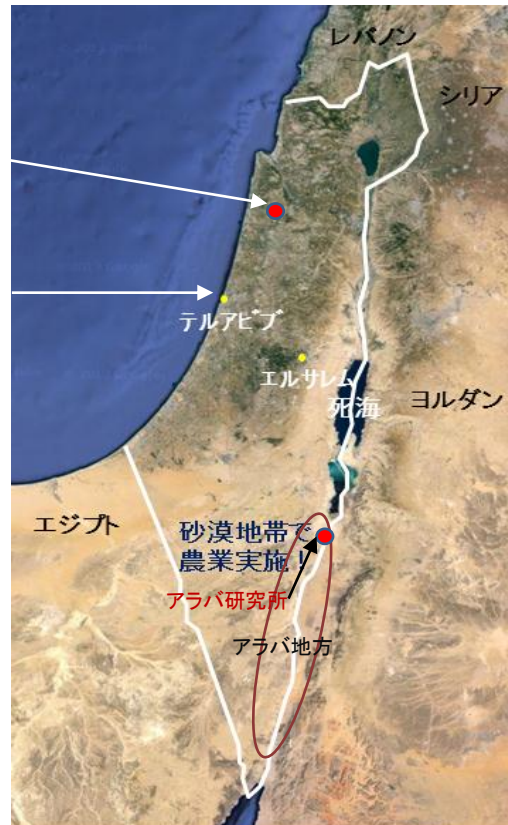 レバノン
シリア
テルアビブ
エルサレム
死海
ヨルダン
エジプト
砂漠地帯で
農業実施！
アラバ研究所
アラバ地方